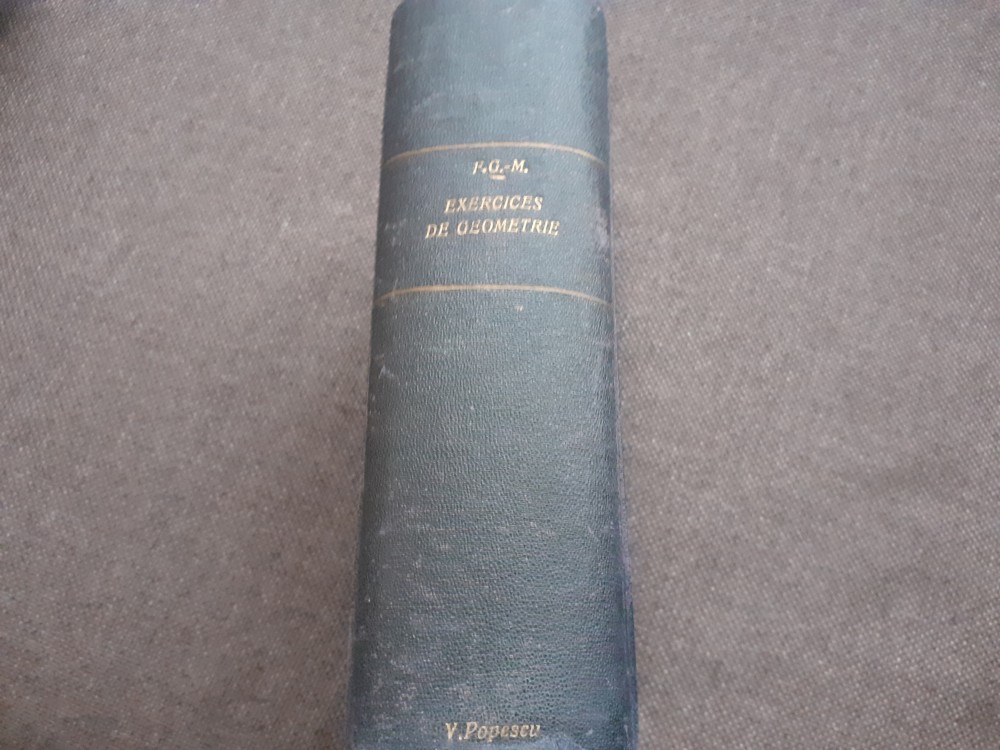 F.G.-M.
EXERCICES
DE GEOMETRIE
V. Popescu